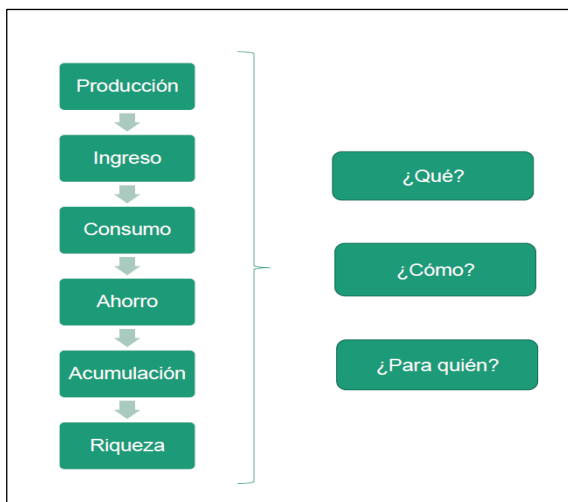 Producción
Ingreso
Consumo
Ahorro
Acumulación
Riqueza
¿Qué?
¿Cómo?
¿Para quién?